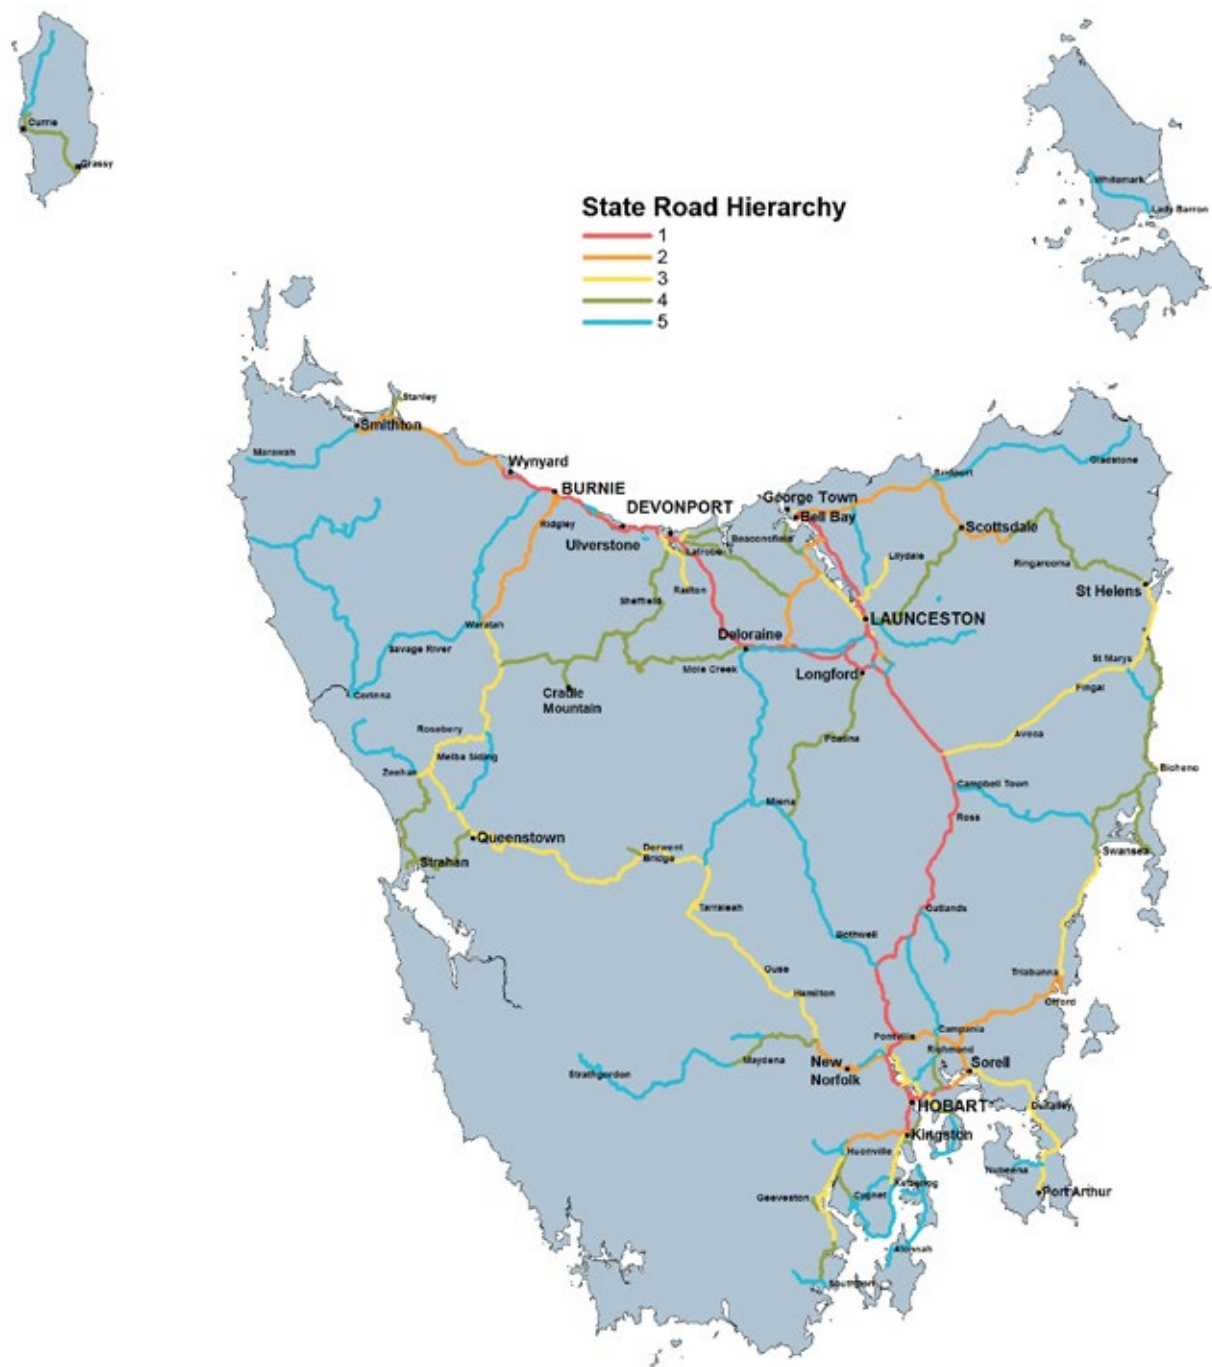 Currie
Grassy
Whitemark
Lady Barron
State Road Hierarchy
1
2
3
4
5
Stanley
Smithton
Marrawah
Wynyard
BURNIE
Ridgley
DEVONPORT
Ulverstone
Latrobe
Railton
Sheffield
George Town
Bell Bay
Beaconsfield
Bridport
Gladstone
Scottsdale
Lilydale
Ringarooma
St Helens
LAUNCESTON
Waratah
Savage River
Corinna
Deloraine
Mole Creek
Longford
Cradle
Mountain
St Marys
Fingal
Avoca
Rosebery
Melba Siding
Zeehan
Poatina
Bicheno
Campbell Town
Miena
Ross
Queenstown
Strahan
Derwent
Bridge
Swansea
Tarraleah
Oatlands
Bothwell
Ouse
Hamilton
Triabunna
Orford
Pontville
Campania
Richmond
Sorell
New
Norfolk
Maydena
Strathgordon
HOBART
Dunalley
Kingston
Huonville
Nubeena
Port Arthur
Geeveston
Cygnet
Kettering
Alonnah
Southport